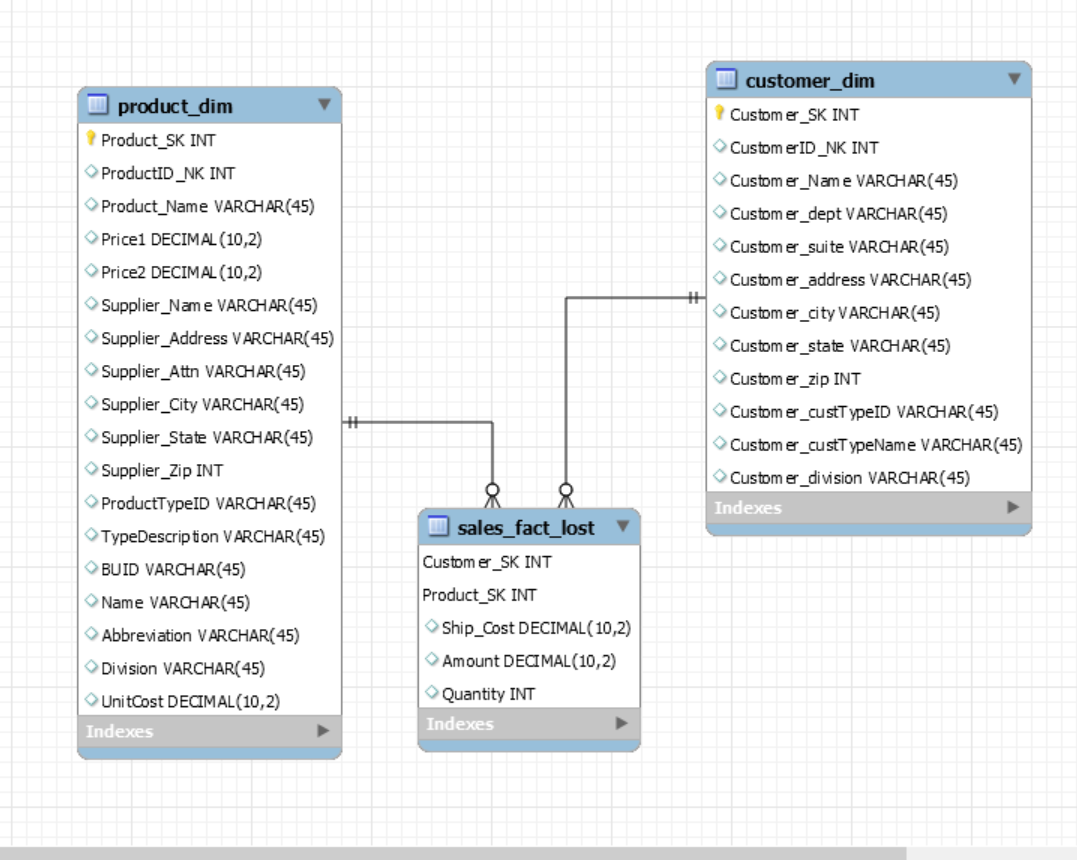 product_dim
Product_SK INT
ProductID_NK INT
Product_Name VARCHAR(45)
Price1 DECIMAL(10,2)
Price2 DECIMAL(10,2)
Supplier_Name VARCHAR(45)
Supplier_Address VARCHAR(45)
Supplier_Attn VARCHAR(45)
Supplier_City VARCHAR(45)
Supplier_State VARCHAR(45)
Supplier_Zip INT
ProductTypeID VARCHAR(45)
TypeDescription VARCHAR(45)
BUID VARCHAR(45)
Name VARCHAR(45)
Abbreviation VARCHAR(45)
Division VARCHAR(45)
UnitCost DECIMAL(10,2)
Indexes
customer_dim
Customer_SK INT
CustomerID_NK INT
Customer_Name VARCHAR(45)
Customer_dept VARCHAR(45)
Customer_suite VARCHAR(45)
Customer_address VARCHAR(45)
Customer_city VARCHAR(45)
Customer_state VARCHAR(45)
Customer_zip INT
Customer_custTypeID VARCHAR(45)
Customer_custTypeName VARCHAR(45)
Customer_division VARCHAR(45)
Indexes
sales_fact_lost
Customer_SK INT
Product_SK INT
Ship_Cost DECIMAL(10,2)
Amount DECIMAL(10,2)
Quantity INT
Indexes